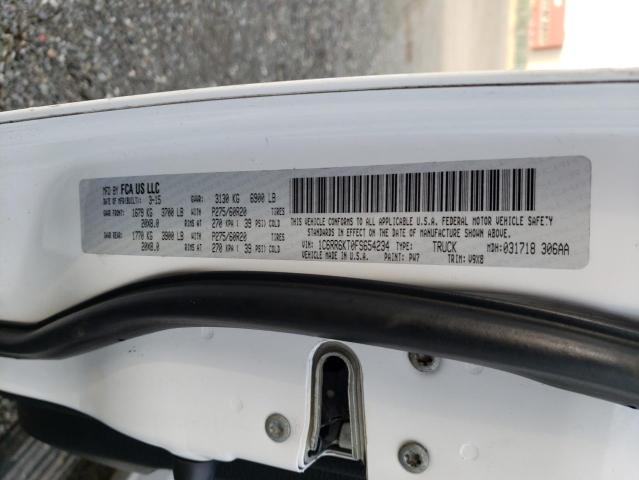 MFD BY FCA US LLC
DATE OF MFR(BUILT): 3-15 GVWR: 3130 KG 6900 LB
GAWR FRONT: 1679 KG 3700 LB WITH P275/60R20 TIRES
20X8.0 RIMS AT 270 KPA( 39 PSI) COLD
GAWR REAR: 1770 KG 3900 LB WITH P275/60R20 TIRES
20X8.0 RIMS AT 270 KPA( 39 PSI) COLD
THIS VEHICLE CONFORMS TO ALL APPLICABLE U.S.A. FEDERAL MOTOR VEHICLE SAFETY
STANDARDS IN EFFECT ON THE DATE OF MANUFACTURE SHOWN ABOVE.
VIN: 1C6RR6KT0FS654234 TYPE: TRUCK MDH: 031718 306AA
VEHICLE MADE IN U.S.A. PAINT: PW7 TRIM: V9X8